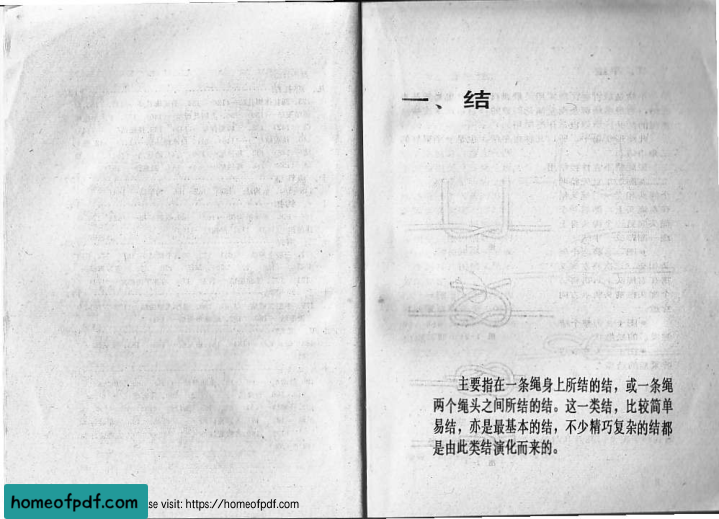 一、结
主要指在一条绳身上所结的结，或一条绳
两个绳头之间所结的结。这一类结，比较简单
易结，亦是最基本的结，不少精巧复杂的结都
是由此类结演化而来的。
homeofpdf.com
se visit: https://homeofpdf.com